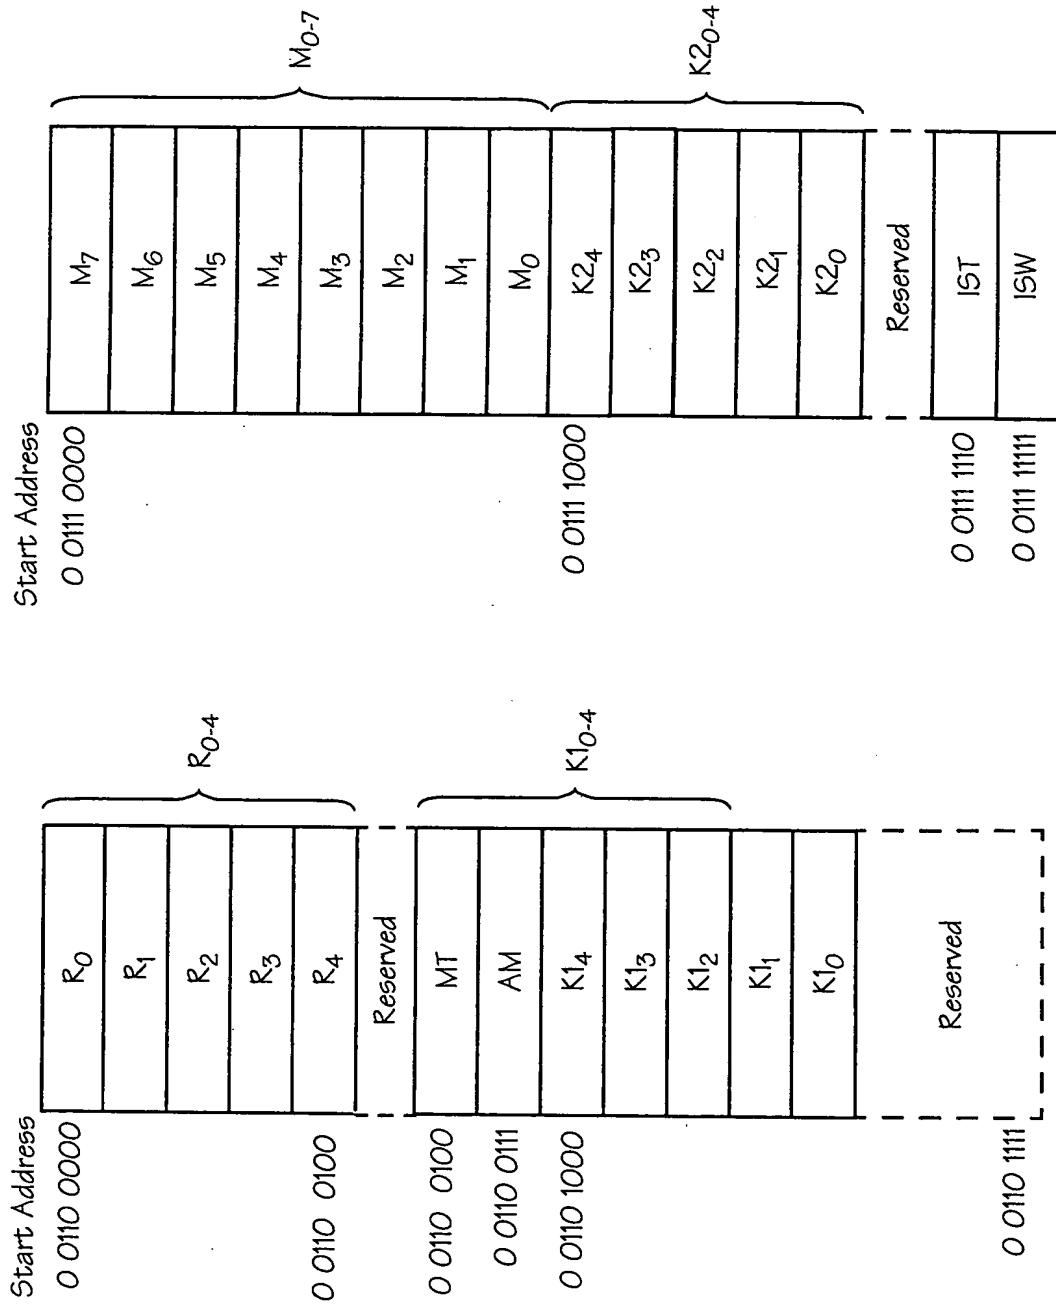 Start Address
0 0110 0000
R0
R1
R2
R3
0 0110 0100
R4
R0-4
Reserved
0 0110 0100
MT
0 0110 0111
AM
0 0110 1000
K14
K13
K12
K10-4
K11
K10
Reserved
0 0110 1111
Start Address
0 0111 0000
M7
M6
M5
M4
M3
M2
M1
M0
M0-7
0 0111 1000
K24
K23
K22
K21
K20
K20-4
Reserved
0 0111 1110
IST
0 0111 11111
ISW